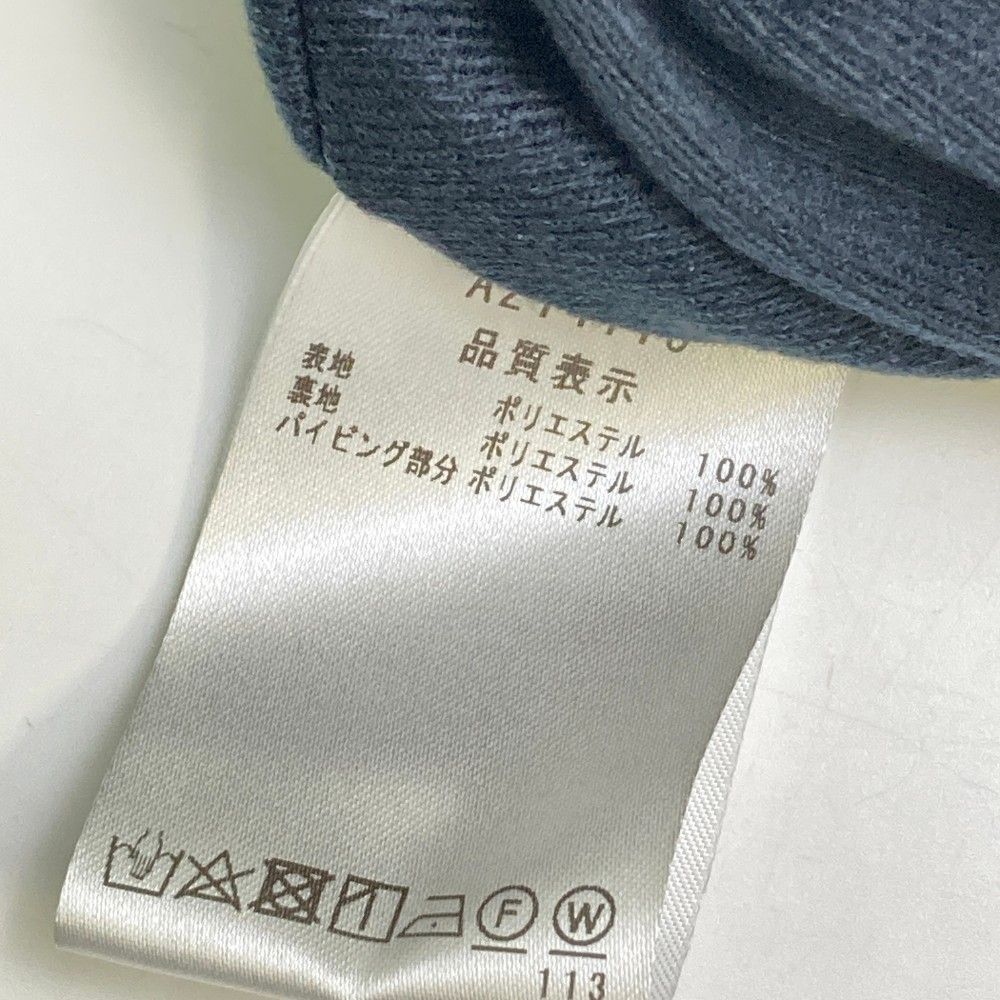 品質表示
表地 ポリエステル 100%
裏地 ポリエステル 100%
パイピング部分 ポリエステル 100%
F W
113